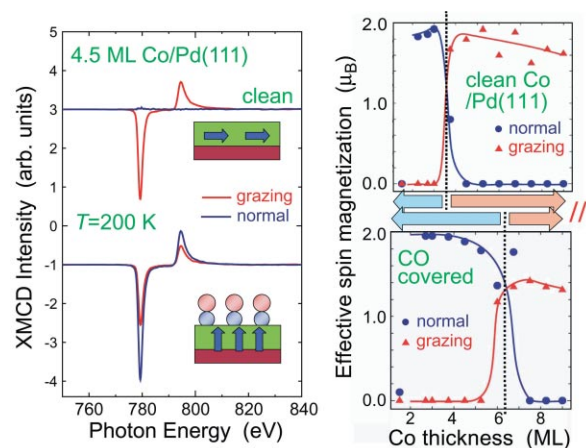 4.5 ML Co/Pd(111)
clean
XMCD Intensity (arb. units)
4
3
2
1
0
-1
-2
-3
-4
grazing
normal
T=200 K
760
780
800
820
840
Photon Energy (eV)
Effective spin magnetization (μB)
2.0
1.0
0.0
clean Co
/Pd(111)
normal
grazing
//
2.0
1.0
0.0
CO
covered
normal
grazing
2
4
6
8
Co thickness (ML)